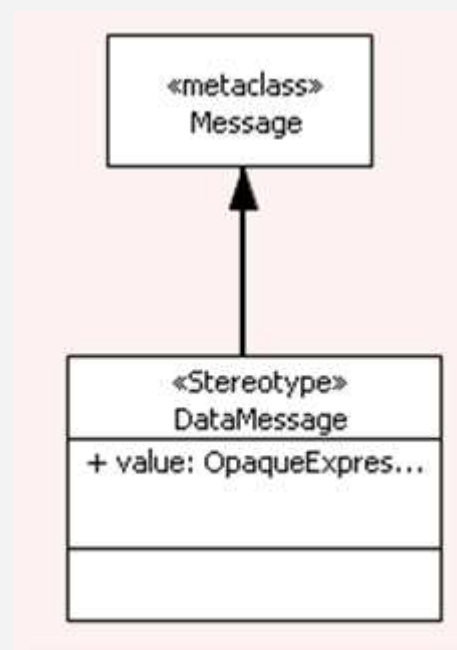 «metaclass»
Message
«Stereotype»
DataMessage
+ value: OpaqueExpres...